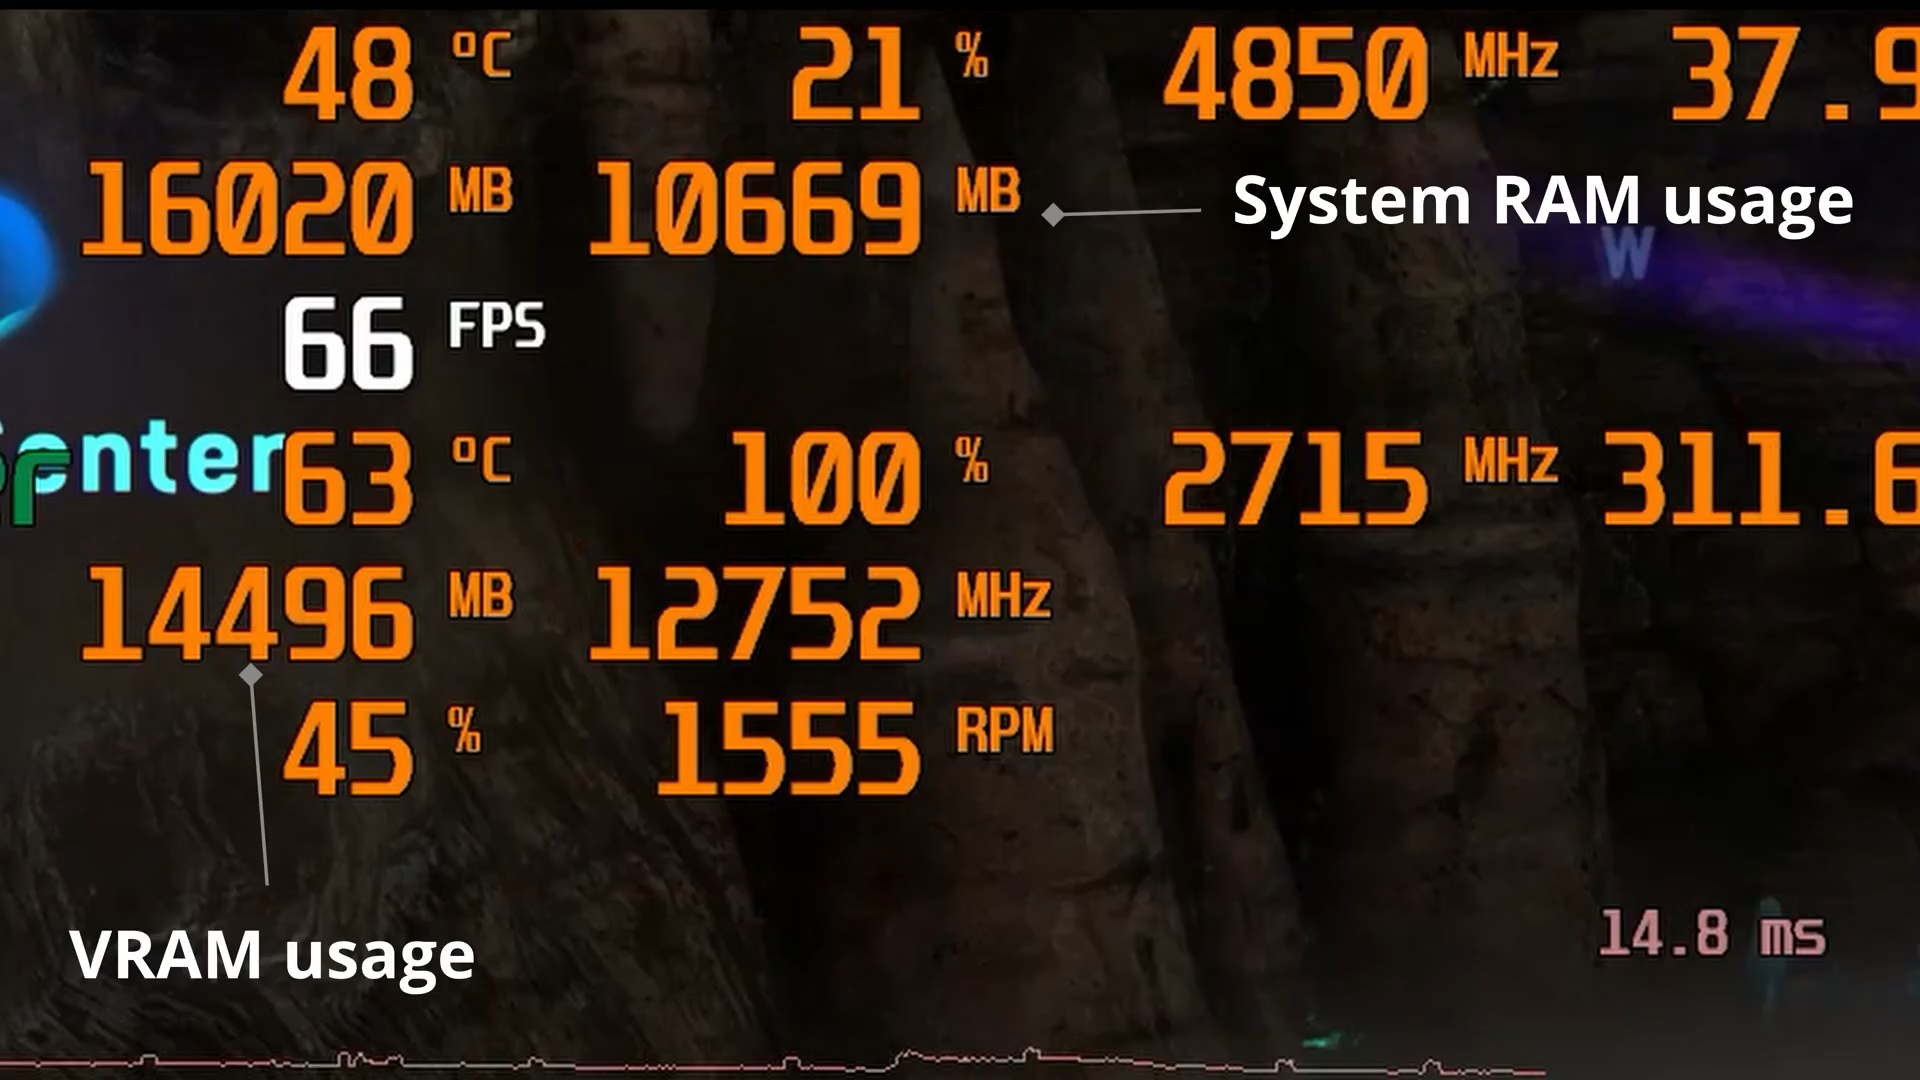 48 °C 21 % 4850 MHz 37.9
16020 MB 10669 MB System RAM usage
W
66 FPS
enter 63 °C 100 % 2715 MHz 311.6
14496 MB 12752 MHz
45 % 1555 RPM
VRAM usage 14.8 ms